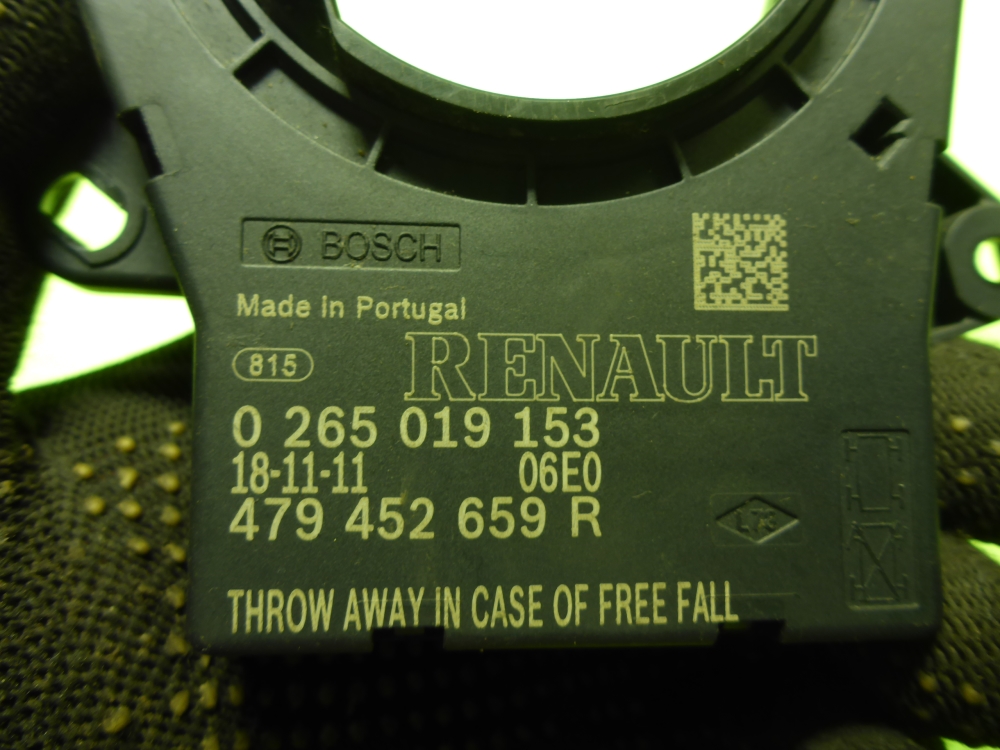 BOSCH
Made in Portugal
815
RENAULT
0 265 019 153
18-11-11 06E0
479 452 659 R
THROW AWAY IN CASE OF FREE FALL